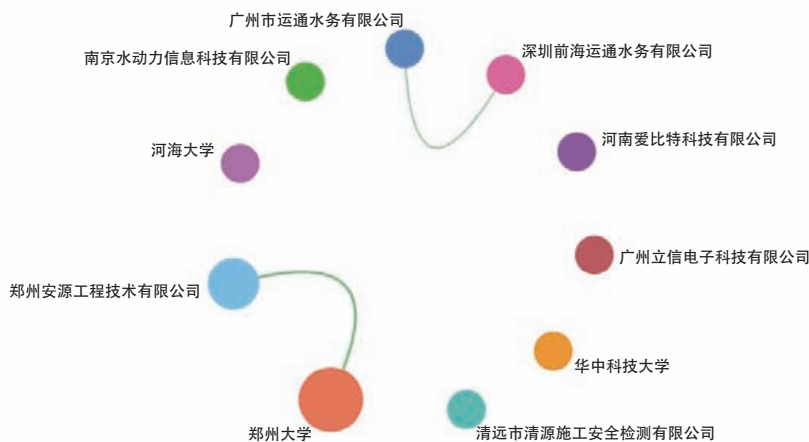 广州市运通水务有限公司
深圳前海运通水务有限公司
南京水动力信息科技有限公司
河南爱比特科技有限公司
河海大学
广州立信电子科技有限公司
郑州安源工程技术有限公司
华中科技大学
郑州大学
清远市清源施工安全检测有限公司